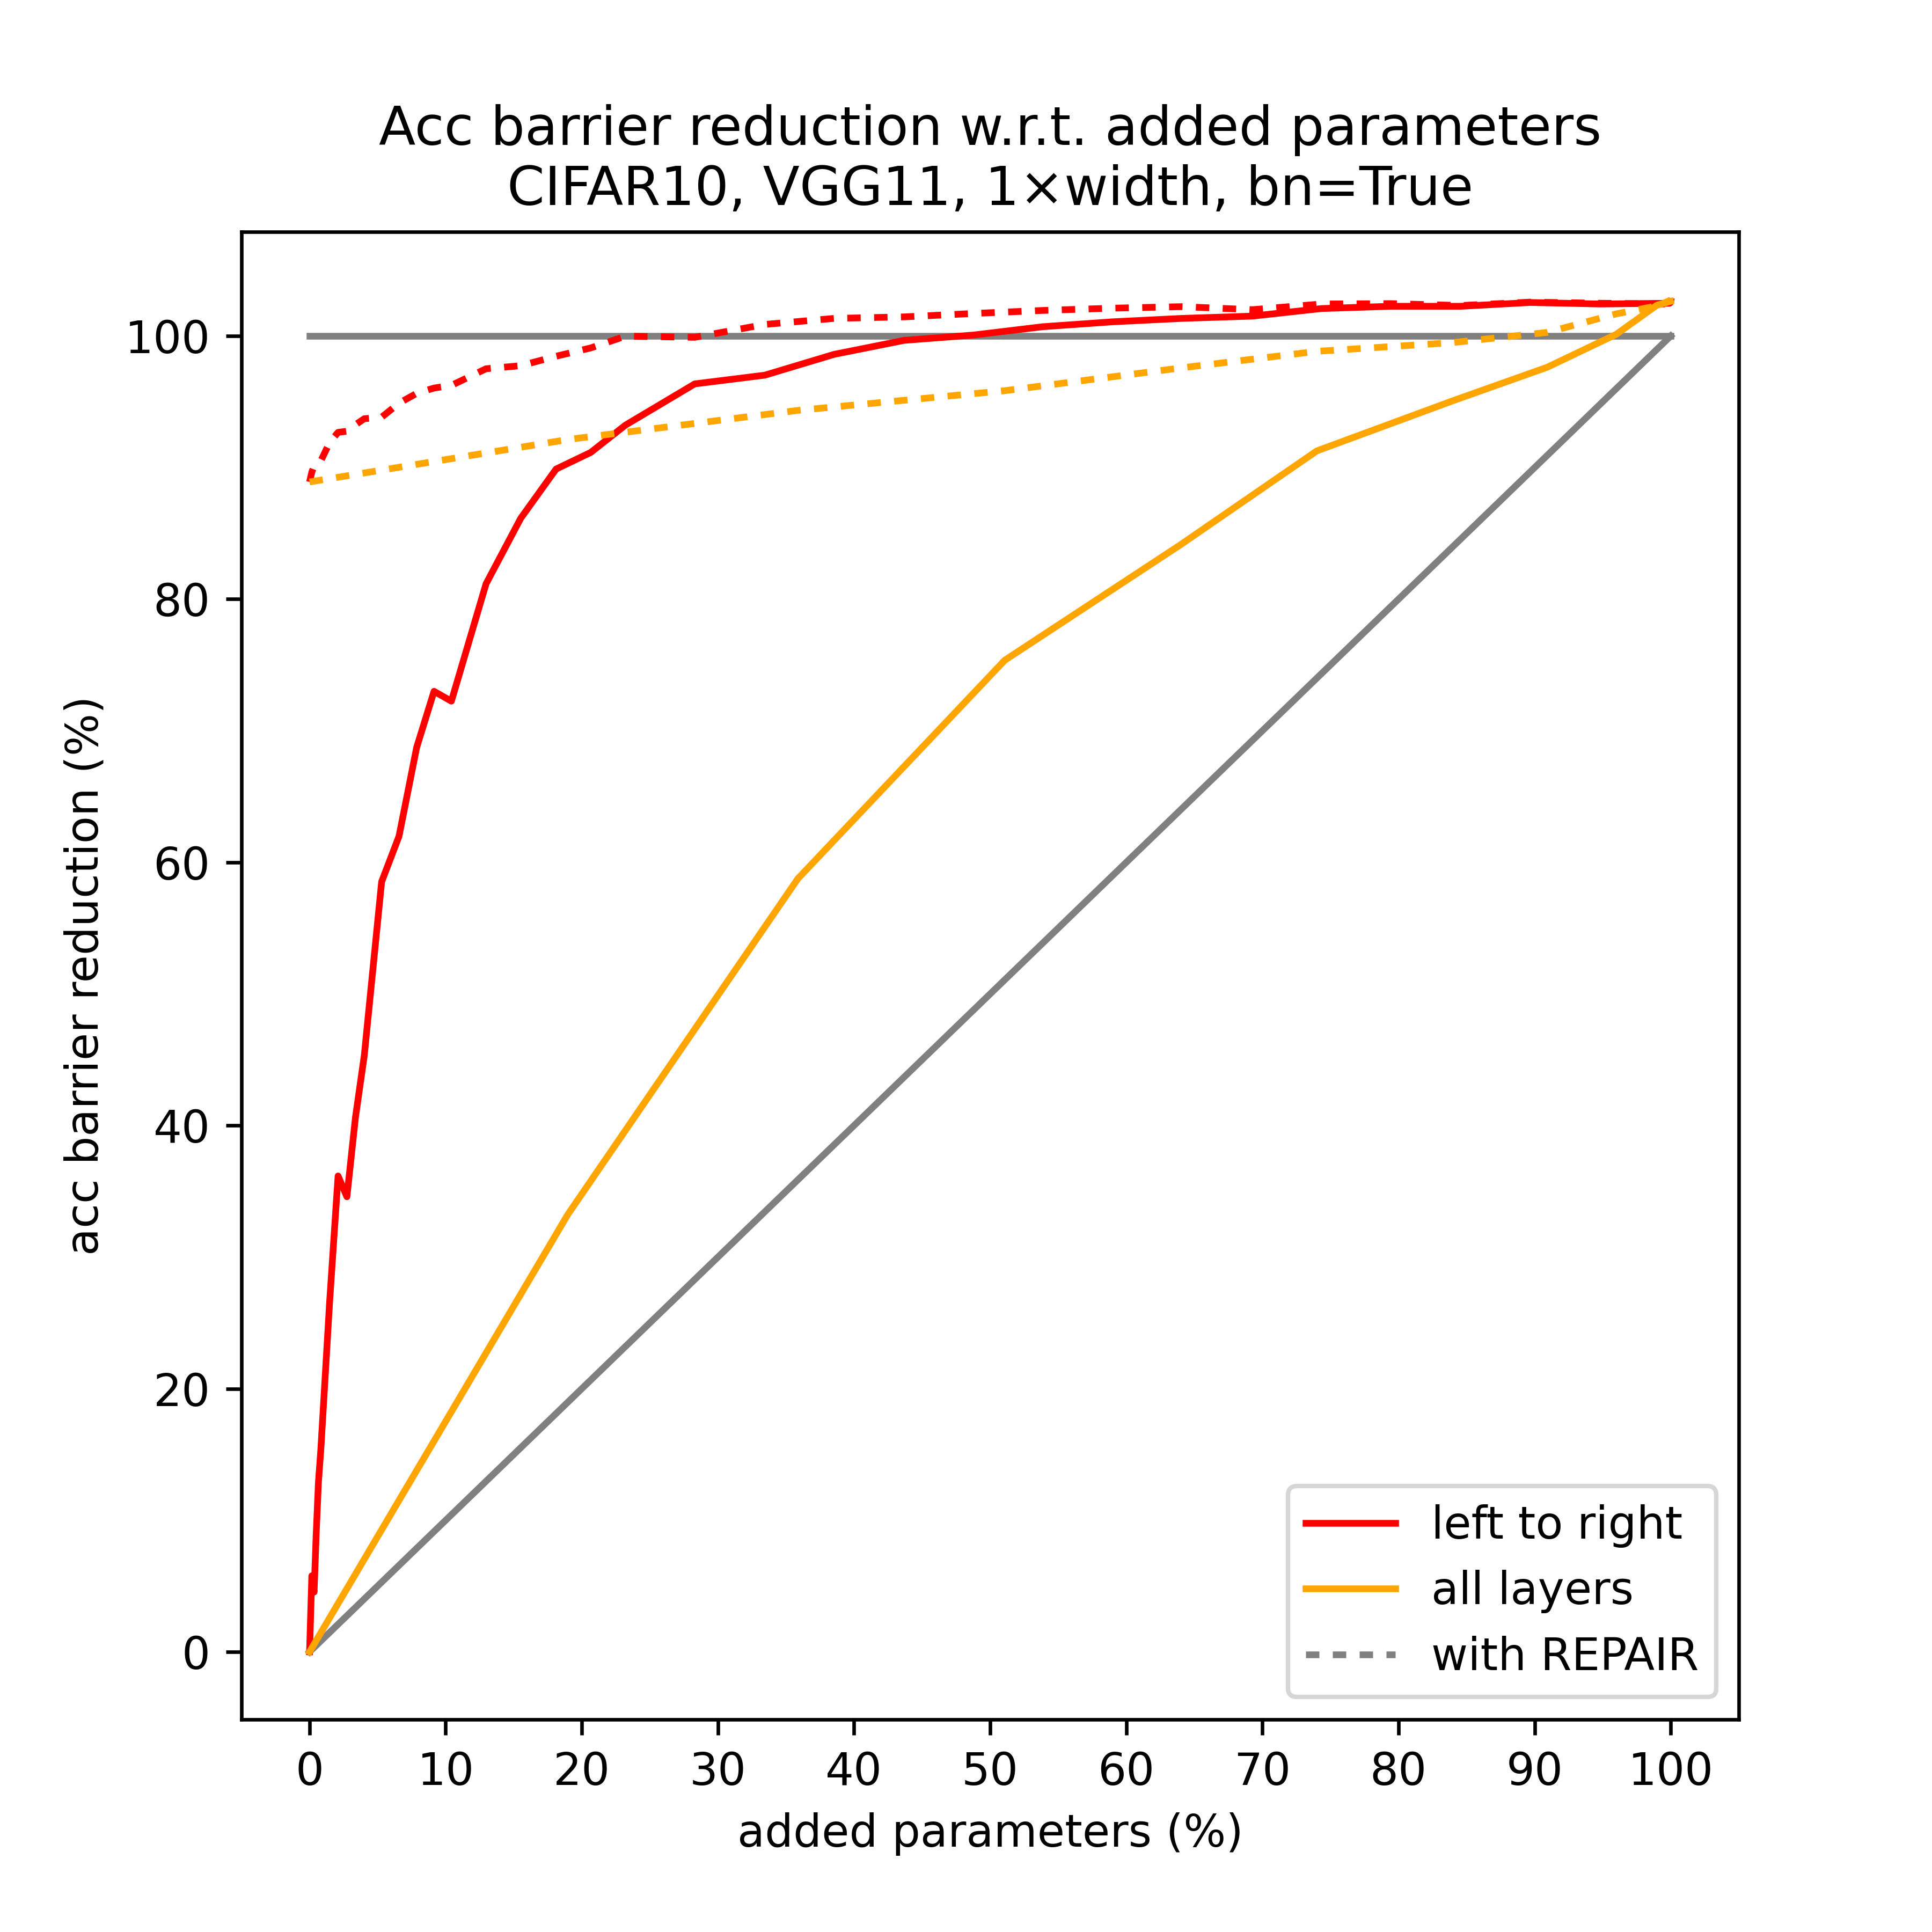 Acc barrier reduction w.r.t. added parameters
CIFAR10, VGG11, 1×width, bn=True
acc barrier reduction (%)
100
80
60
40
20
0
0 10 20 30 40 50 60 70 80 90 100
added parameters (%)
left to right
all layers
with REPAIR